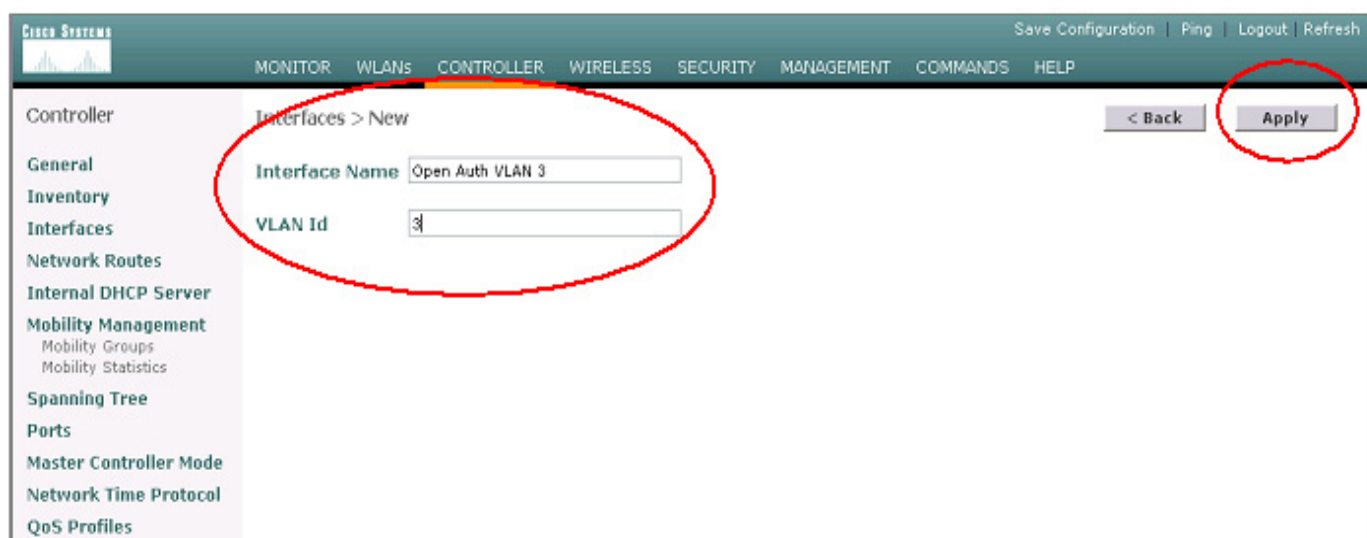 CISCO SYSTEMS
Save Configuration | Ping | Logout | Refresh
MONITOR WLANs CONTROLLER WIRELESS SECURITY MANAGEMENT COMMANDS HELP
Controller
General
Inventory
Interfaces
Network Routes
Internal DHCP Server
Mobility Management
Mobility Groups
Mobility Statistics
Spanning Tree
Ports
Master Controller Mode
Network Time Protocol
QoS Profiles
Interfaces > New
< Back Apply
Interface Name Open Auth VLAN 3
VLAN Id 3